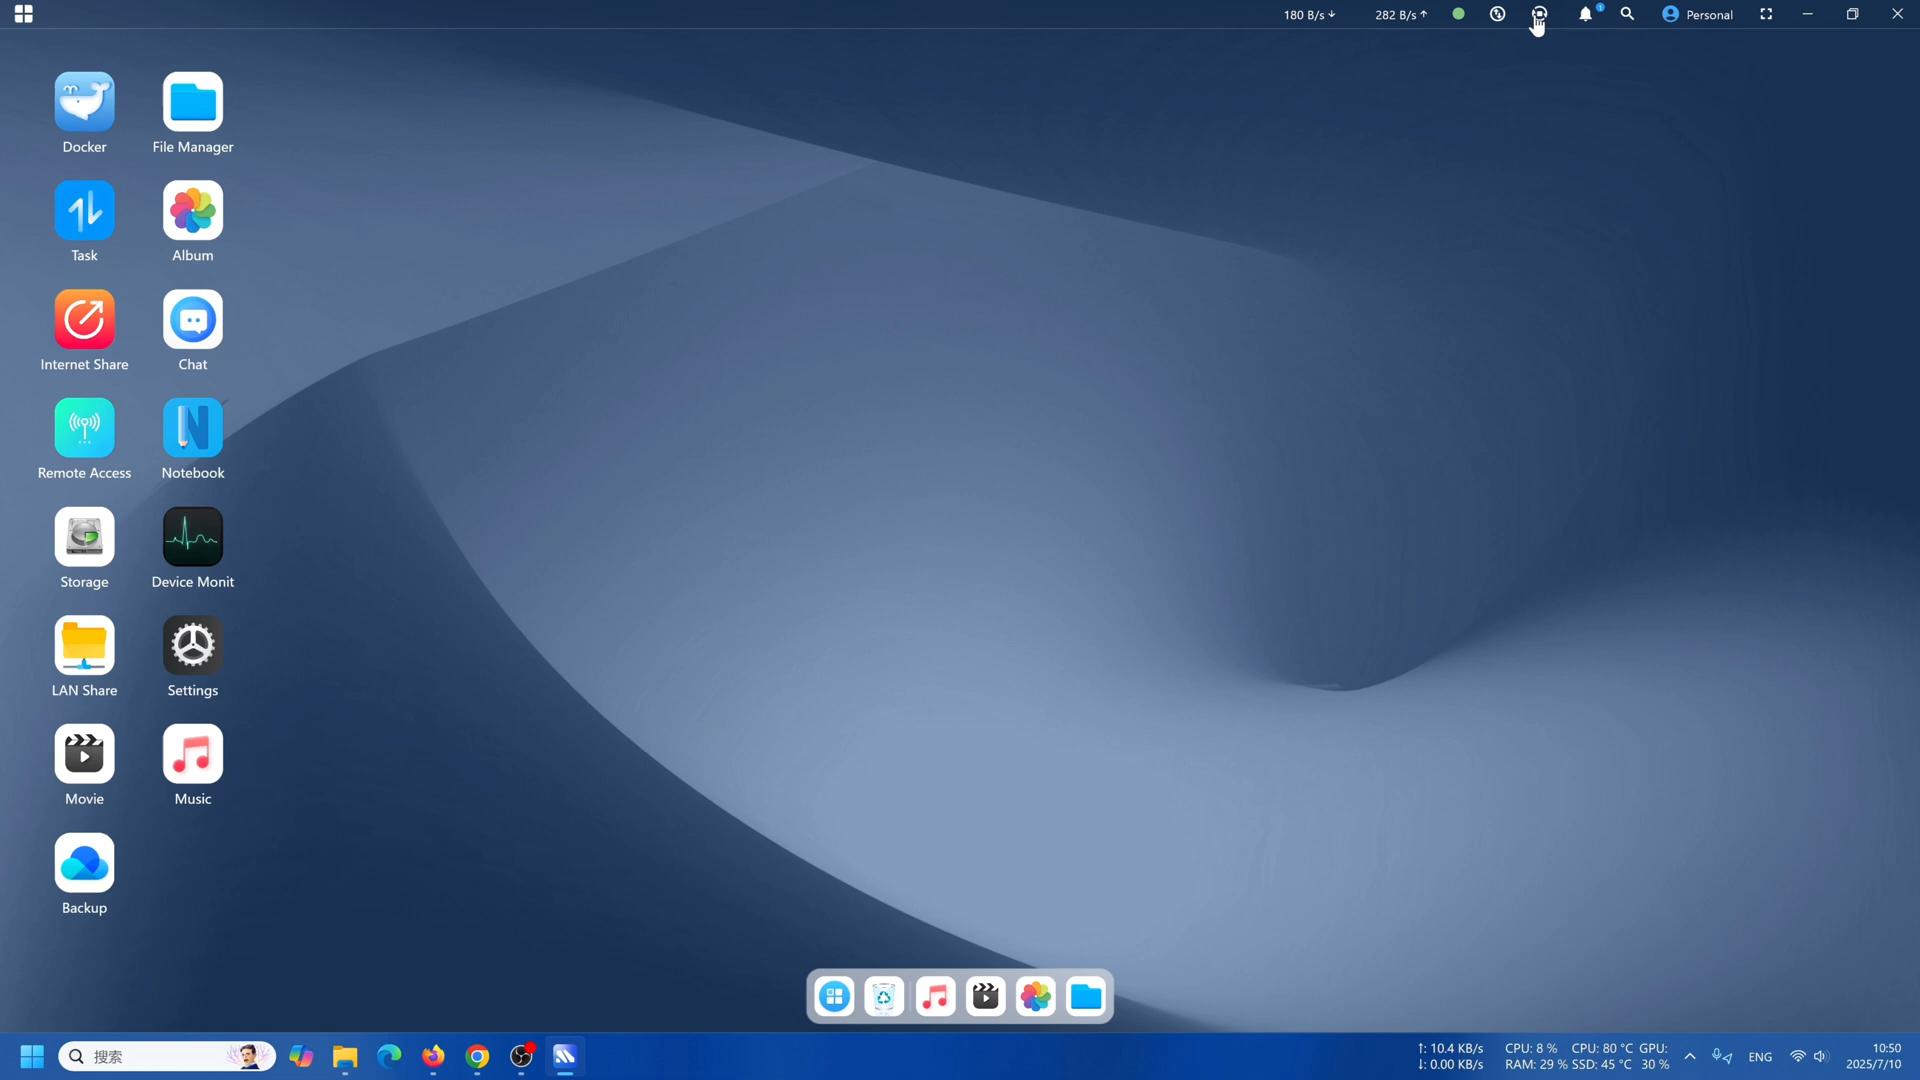 180 B/s↓ 282 B/s↑ 1 Personal
Docker File Manager
Task Album
Internet Share Chat
Remote Access Notebook
Storage Device Monit
LAN Share Settings
Movie Music
Backup
搜索
↑: 10.4 KB/s CPU: 8 % CPU: 80 °C GPU:
↓: 0.00 KB/s RAM: 29 % SSD: 45 °C 30 %
ENG
10:50
2025/7/10